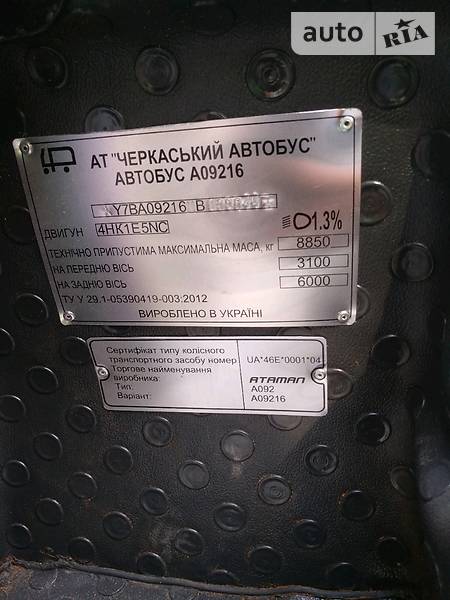 auto RIA
АТ "ЧЕРКАСЬКИЙ АВТОБУС"
АВТОБУС А09216
Y7BA09216 B
ДВИГУН 4HK1E5NC 1.3%
ТЕХНІЧНО ПРИПУСТИМА МАКСИМАЛЬНА МАСА, кг 8850
НА ПЕРЕДНЮ ВІСЬ 3100
НА ЗАДНЮ ВІСЬ 6000
ТУ У 29.1-05390419-003:2012
ВИРОБЛЕНО В УКРАЇНІ
Сертифікат типу колісного
транспортного засобу номер UA*46E*0001*04
Торгове найменування
виробника: ATAMAN
Тип: А092
Варіант: А09216